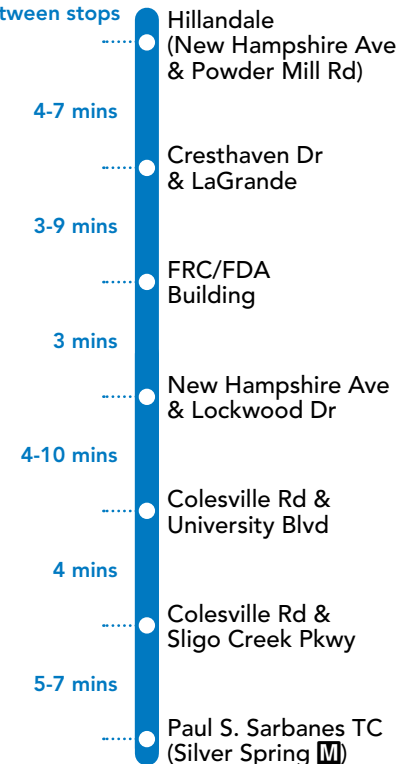 stops
Hillandale
(New Hampshire Ave
& Powder Mill Rd)
4-7 mins
Cresthaven Dr
& LaGrande
3-9 mins
FRC/FDA
Building
3 mins
New Hampshire Ave
& Lockwood Dr
4-10 mins
Colesville Rd &
University Blvd
4 mins
Colesville Rd &
Sligo Creek Pkwy
5-7 mins
Paul S. Sarbanes TC
(Silver Spring M)